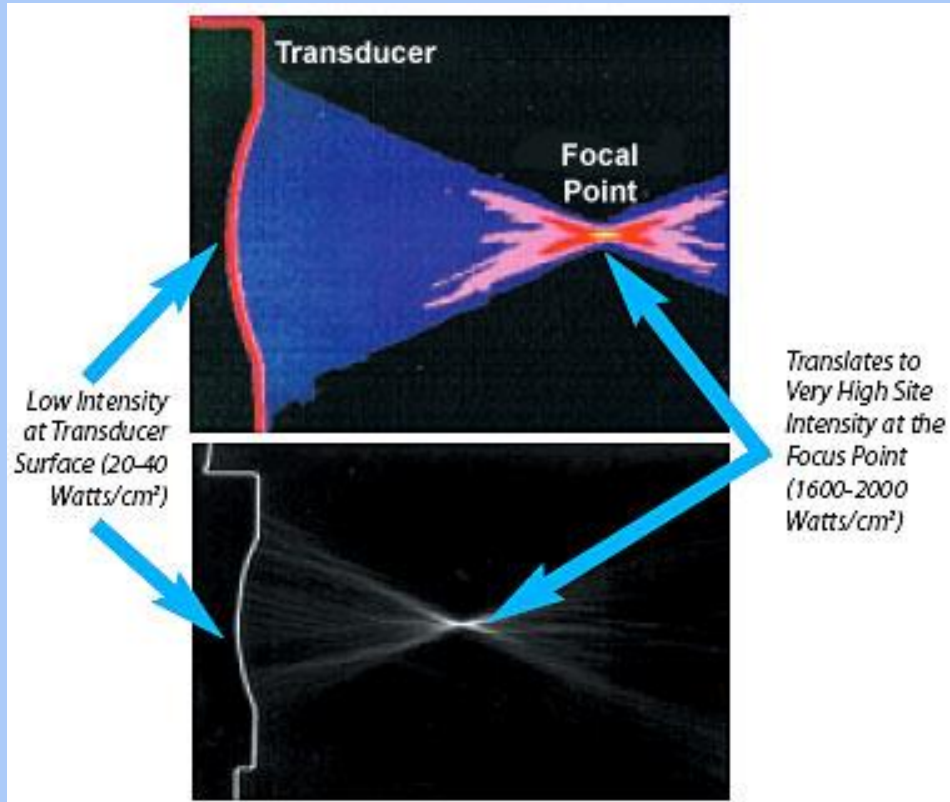 Transducer
Focal
Point
Low Intensity
at Transducer
Surface (20-40
Watts/cm²)
Translates to
Very High Site
Intensity at the
Focus Point
(1600-2000
Watts/cm²)